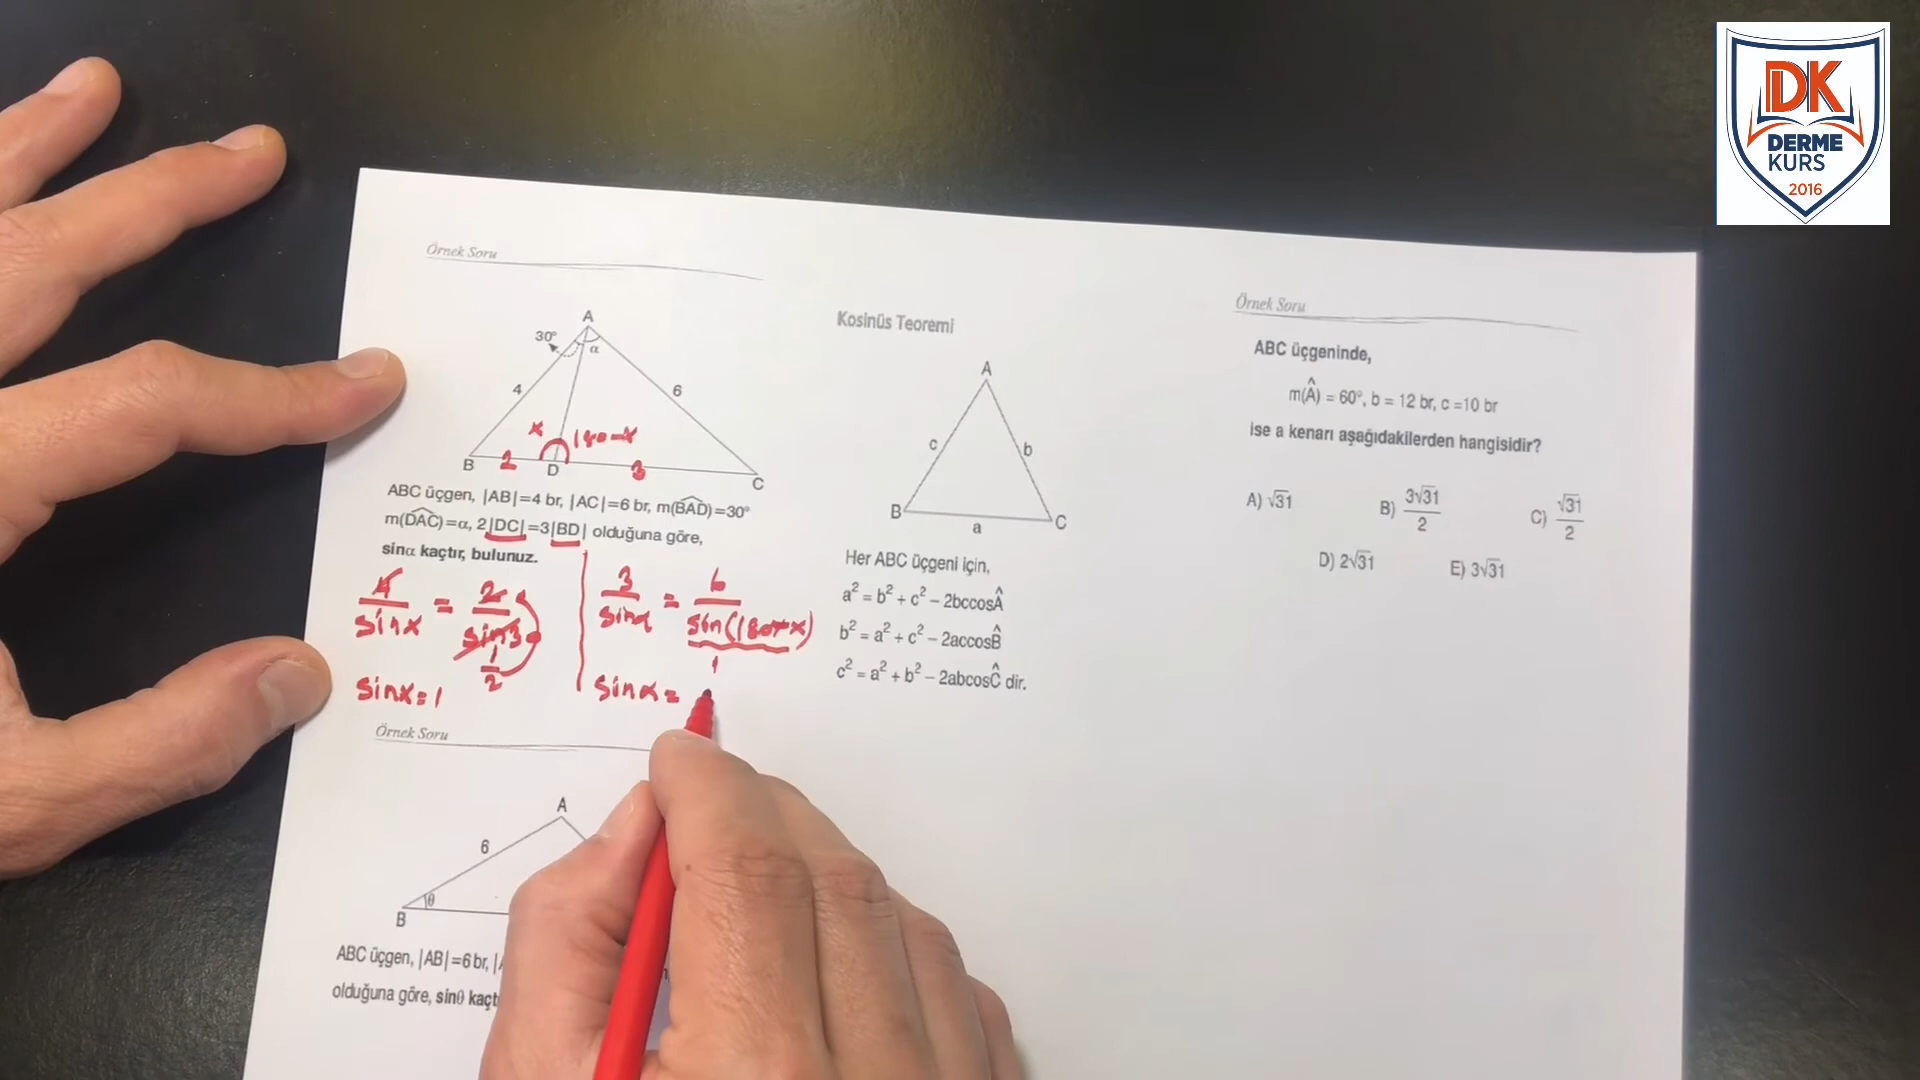 DK
DERME
KURS
2016
Örnek Soru
A
30°
α
4
6
x
180-x
B
2
D
3
C
ABC üçgen, |AB|=4 br, |AC|=6 br, m(BAD)=30°
m(DAC)=α, 2|DC|=3|BD| olduğuna göre,
sinα kaçtır, bulunuz.
4/sinx = 2/sin3
1/2
sinx=1
3/sinα = 6/sin(180-x)
1
sinα=
Örnek Soru
A
6
θ
B
ABC üçgen, |AB|=6 br,
olduğuna göre, sinθ
Kosinüs Teoremi
A
c
b
B
a
C
Her ABC üçgeni için,
a² = b² + c² – 2bccosÂ
b² = a² + c² – 2accosB̂
c² = a² + b² – 2abcosĈ dir.
Örnek Soru
ABC üçgeninde,
m(Â) = 60°, b = 12 br, c =10 br
ise a kenarı aşağıdakilerden hangisidir?
A) √31 B) 3√31/2 C) √31/2
D) 2√31 E) 3√31